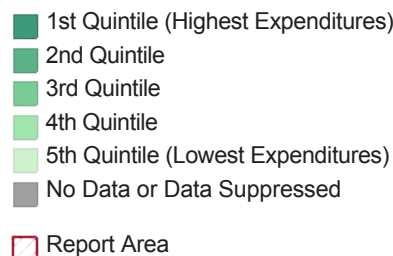 1st Quintile (Highest Expenditures)
2nd Quintile
3rd Quintile
4th Quintile
5th Quintile (Lowest Expenditures)
No Data or Data Suppressed
Report Area